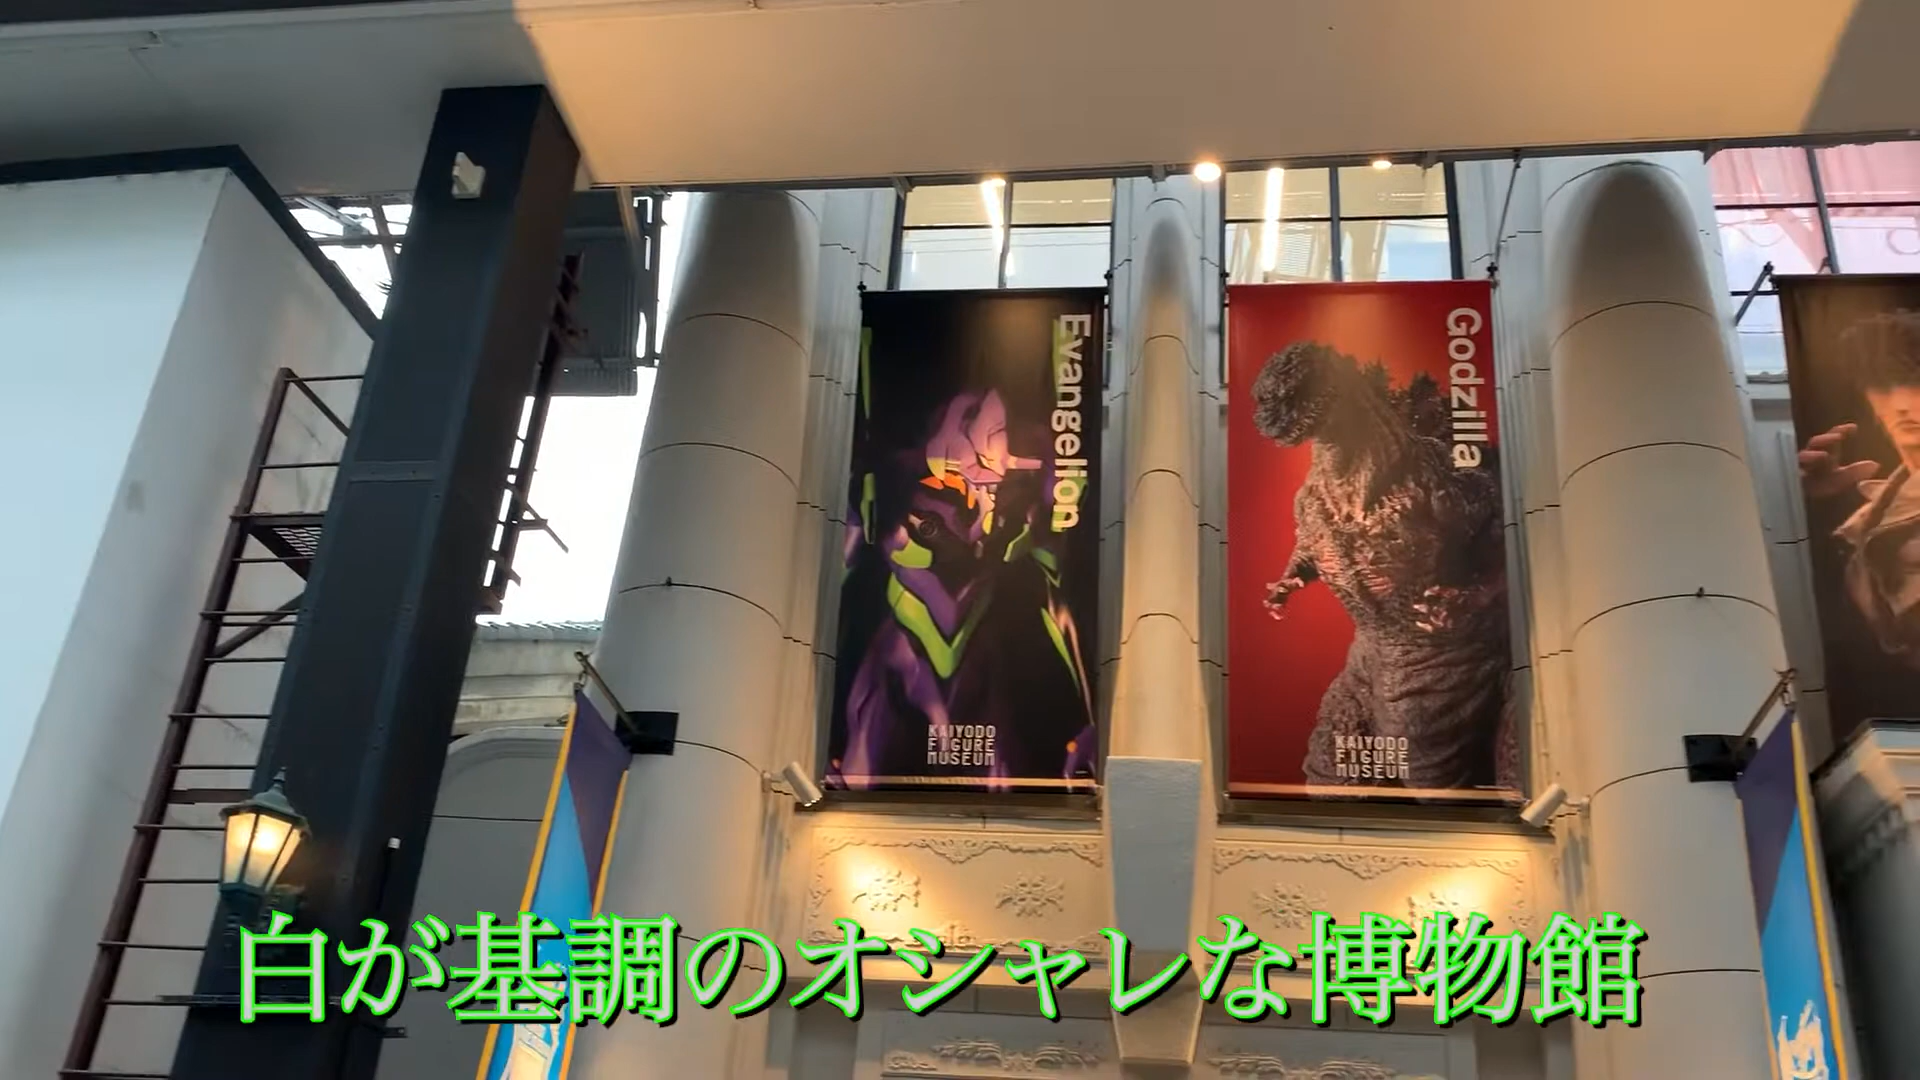 Evangelion
KAIYODO
FIGURE
MUSEUM
Godzilla
KAIYODO
FIGURE
MUSEUM
白が基調のオシャレな博物館